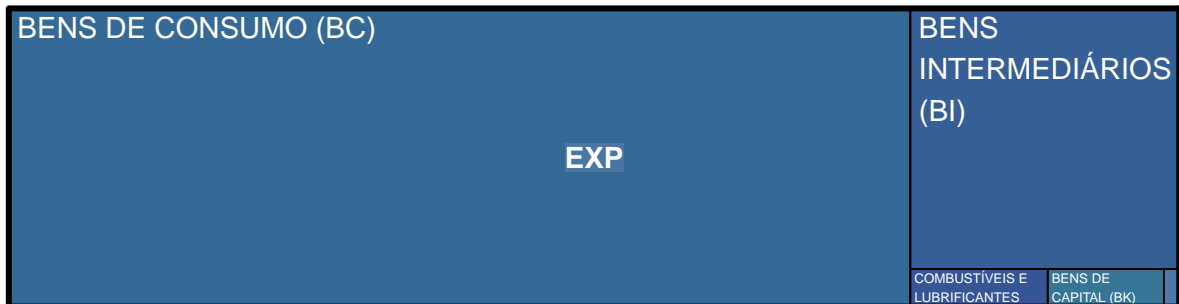 BENS DE CONSUMO (BC)
BENS
INTERMEDIÁRIOS
(BI)
EXP
COMBUSTÍVEIS E
LUBRIFICANTES
BENS DE
CAPITAL (BK)